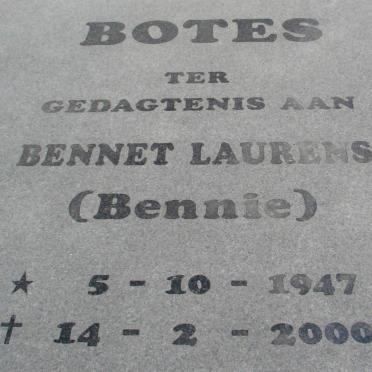 BOTES
TER
GEDAGTENIS AAN
BENNET LAURENS
(Bennie)
★ 5 - 10 - 1947
† 14 - 2 - 2000